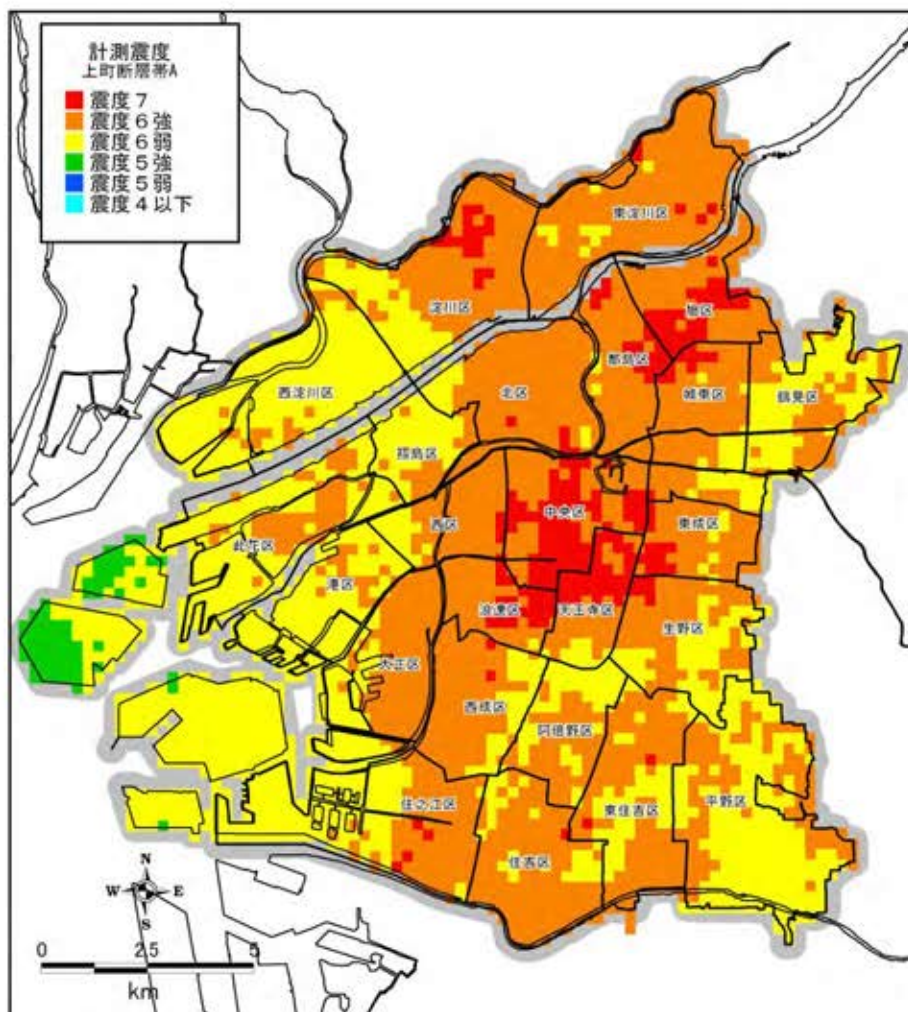 計測震度
上町断層帯A
震度7
震度6強
震度6弱
震度5強
震度5弱
震度4以下
東淀川区
淀川区
旭区
都島区
西淀川区
北区
城東区
鶴見区
福島区
中央区
西区
東成区
此花区
港区
浪速区
天王寺区
生野区
大正区
西成区
阿倍野区
住之江区
東住吉区
平野区
住吉区
N
W
E
S
0
2.5
5
km